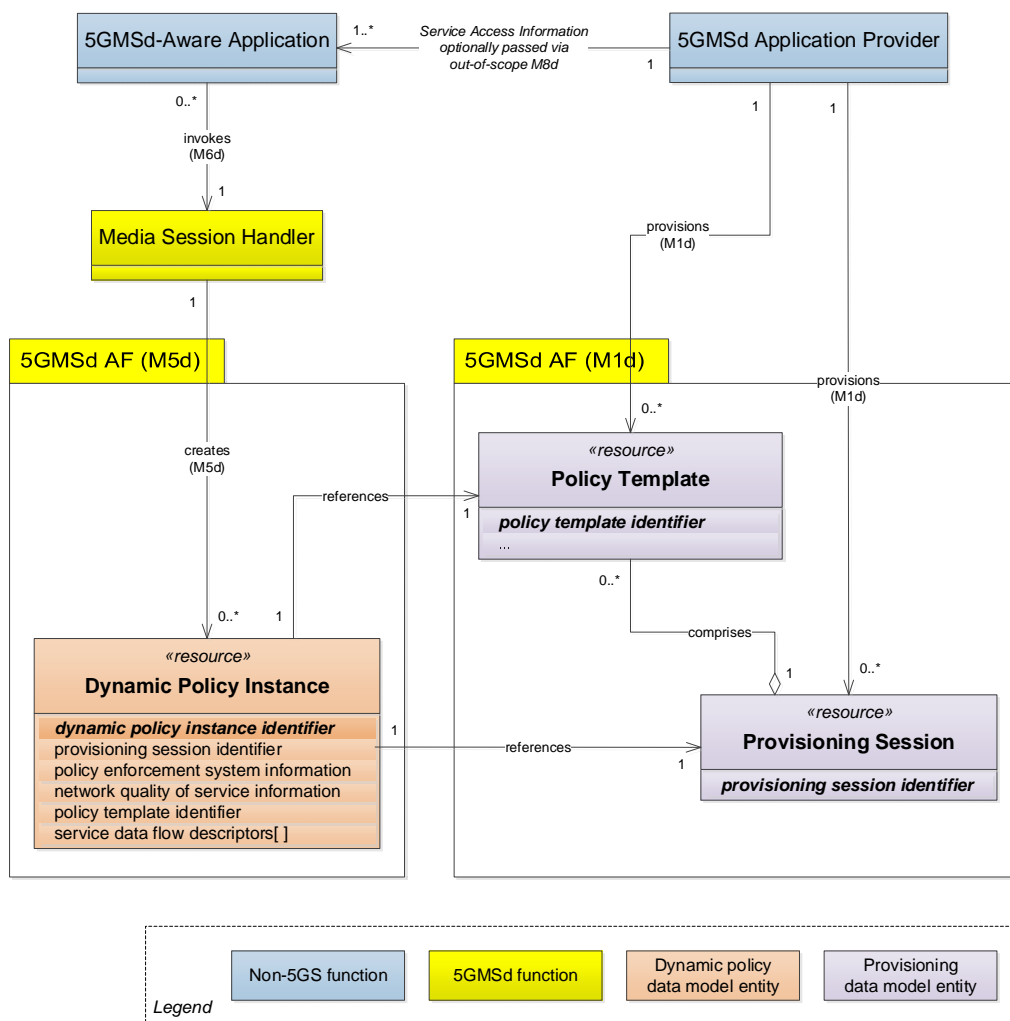 5GMSd-Aware Application
1..*
Service Access Information
optionally passed via
out-of-scope M8d
1
5GMSd Application Provider
0..*
invokes
(M6d)
1
1
1
Media Session Handler
1
provisions
(M1d)
5GMSd AF (M5d)
5GMSd AF (M1d)
provisions
(M1d)
0..*
creates
(M5d)
«resource»
Policy Template
policy template identifier
...
references
1
0..*
0..*
1
comprises
1
0..*
«resource»
Dynamic Policy Instance
dynamic policy instance identifier
provisioning session identifier
policy enforcement system information
network quality of service information
policy template identifier
service data flow descriptors[ ]
1
references
1
«resource»
Provisioning Session
provisioning session identifier
Legend
Non-5GS function
5GMSd function
Dynamic policy
data model entity
Provisioning
data model entity